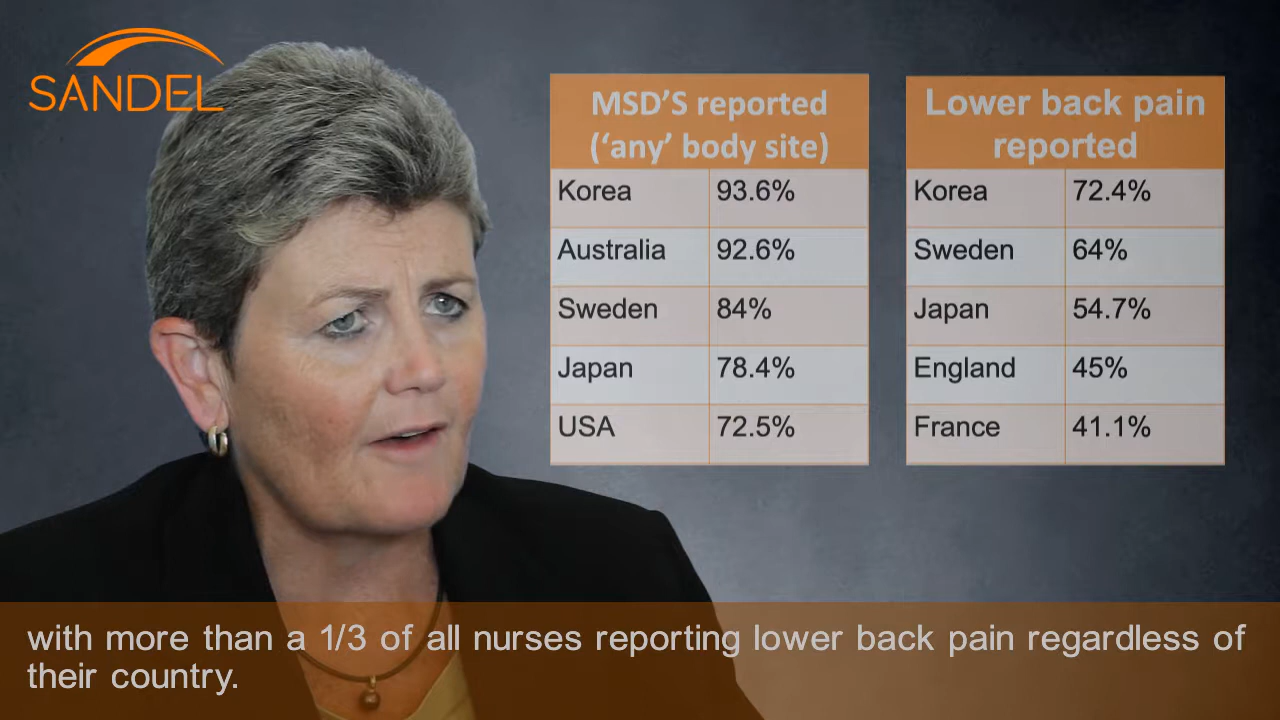 SANDEL
MSD’S reported
(‘any’ body site)
Korea 93.6%
Australia 92.6%
Sweden 84%
Japan 78.4%
USA 72.5%
Lower back pain
reported
Korea 72.4%
Sweden 64%
Japan 54.7%
England 45%
France 41.1%
with more than a 1/3 of all nurses reporting lower back pain regardless of
their country.